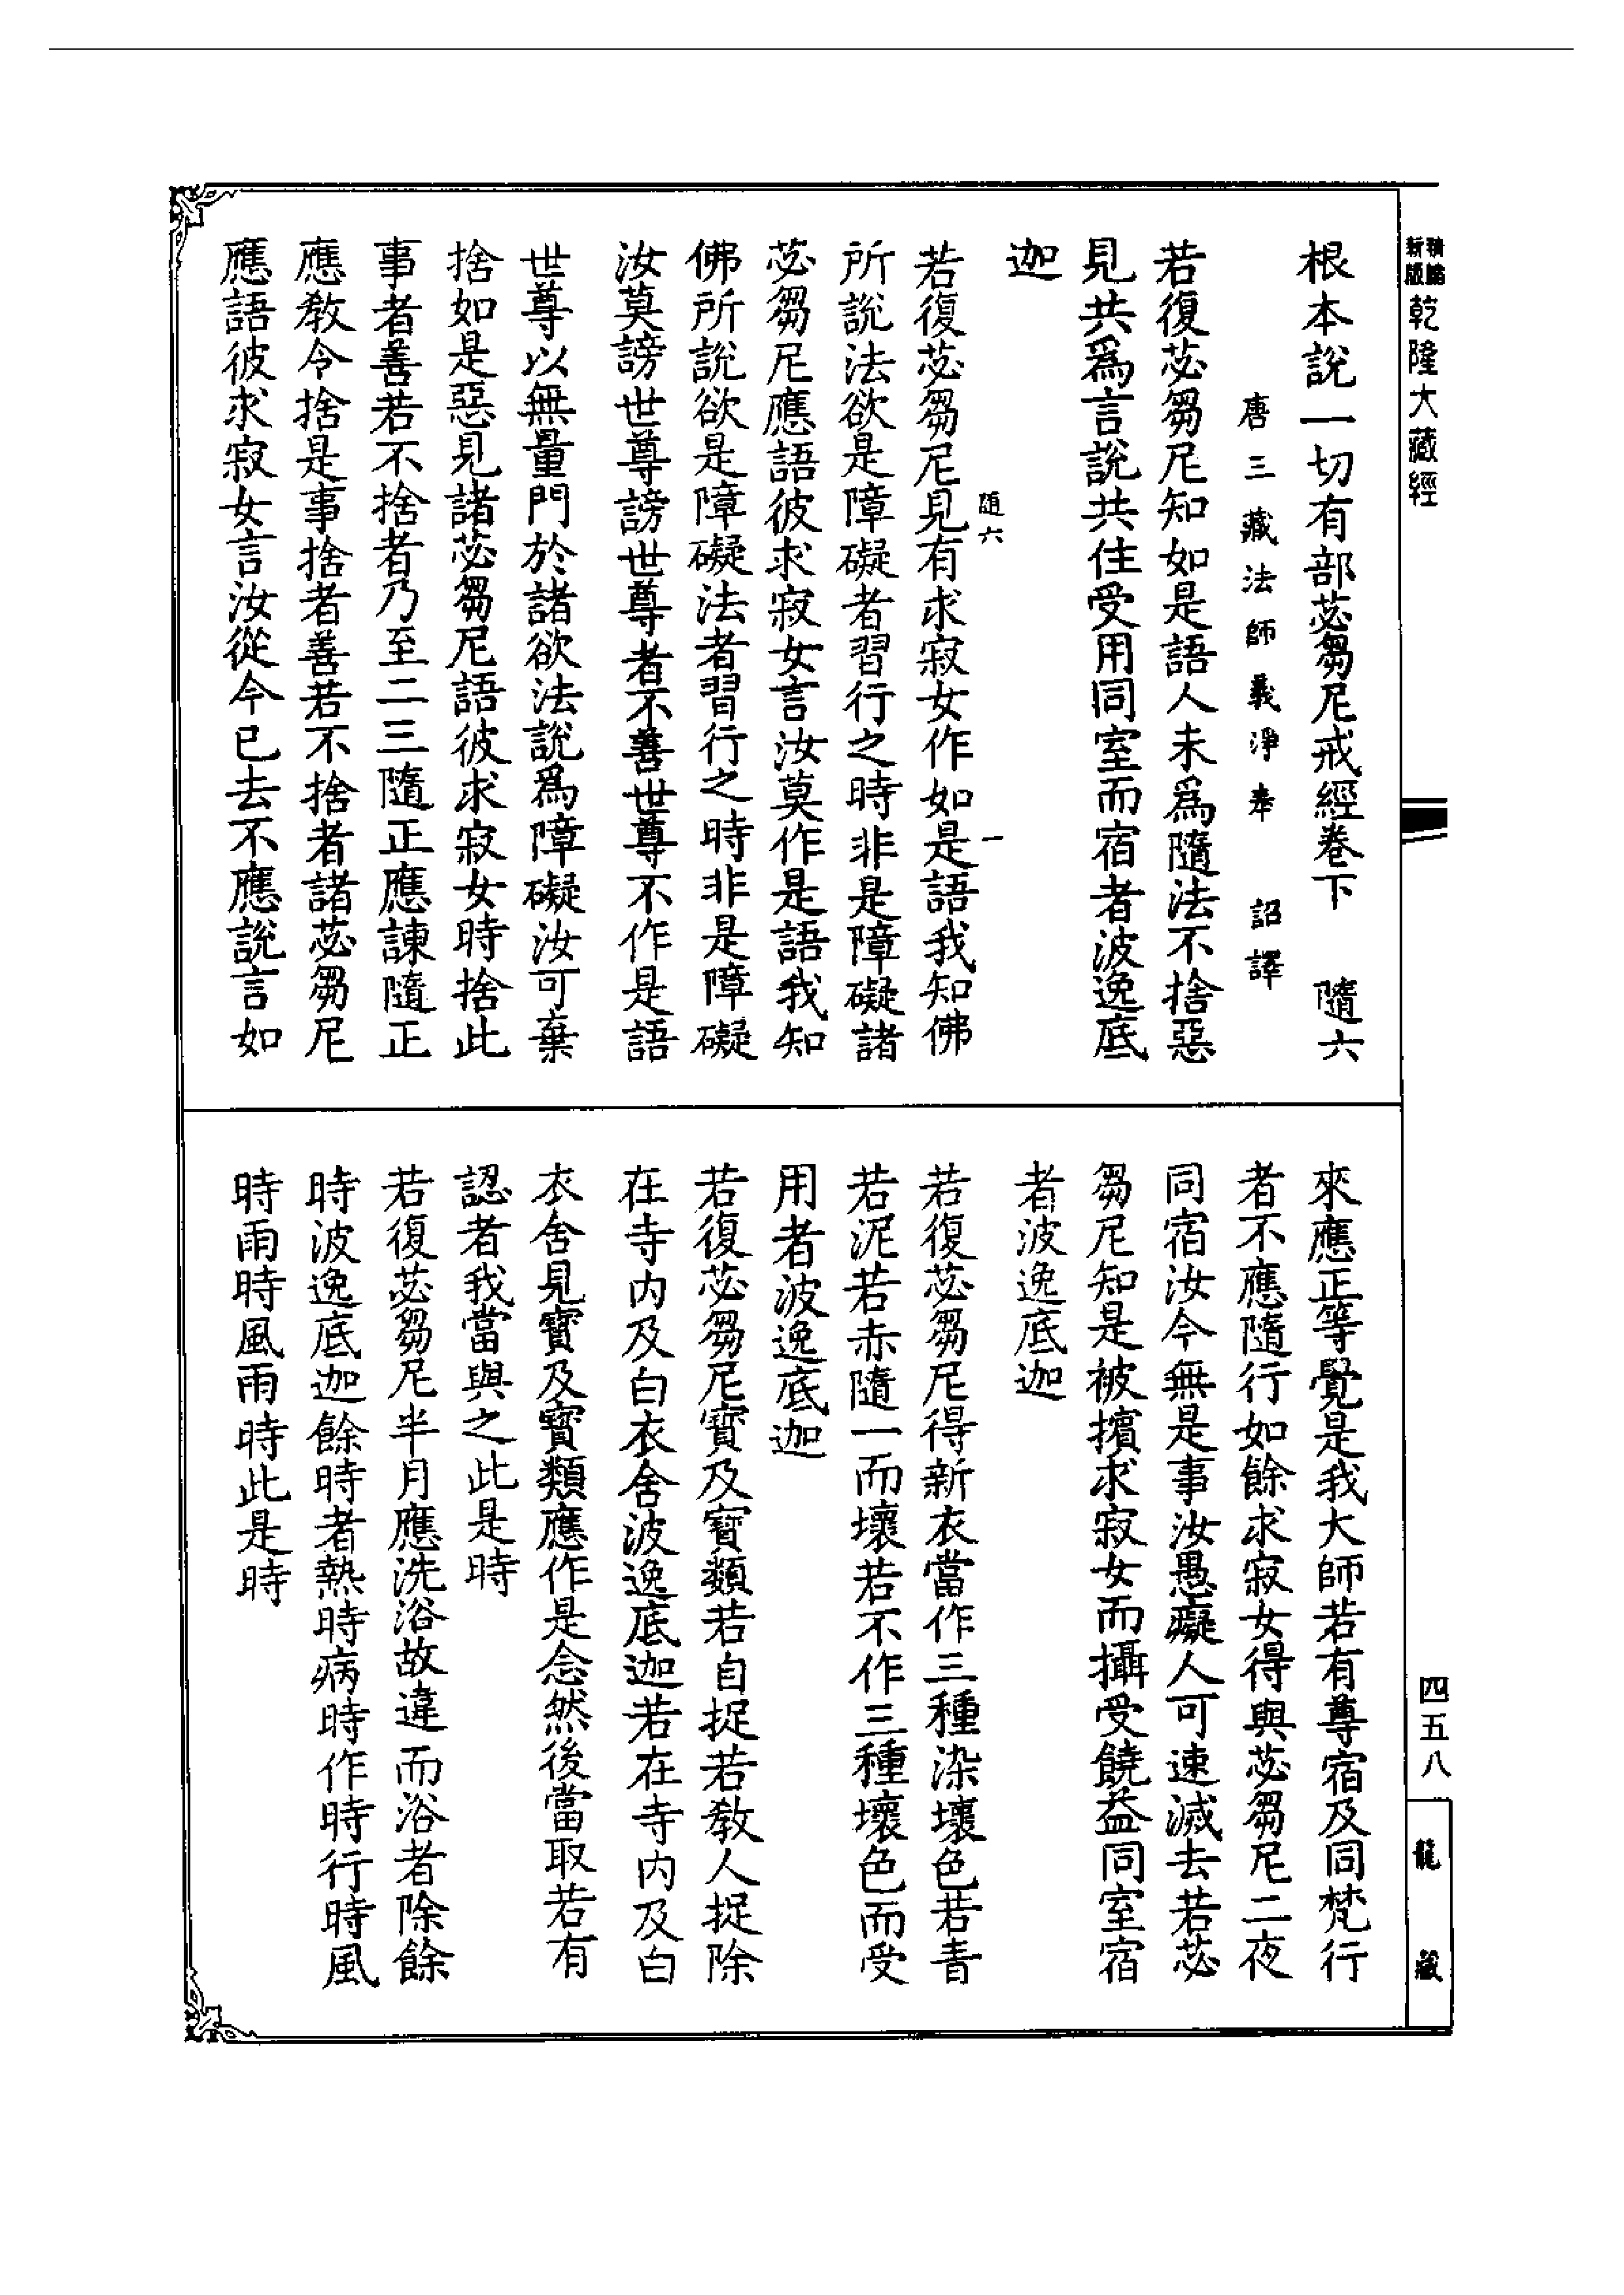 新版精縮乾隆大藏經
根本說一切有部苾芻尼戒經卷下　隨六
唐三藏法師義淨奉　詔譯
若復苾芻尼知如是語人未爲隨法不捨惡
見共爲言說共住受用同室而宿者波逸底
迦
隨六　一
若復苾芻尼見有求寂女作如是語我知佛
所說法欲是障礙者習行之時非是障礙諸
苾芻尼應語彼求寂女言汝莫作是語我知
佛所說欲是障礙法者習行之時非是障礙
汝莫謗世尊謗世尊者不善世尊不作是語
世尊以無量門於諸欲法說爲障礙汝可棄
捨如是惡見諸苾芻尼語彼求寂女時捨此
事者善若不捨者乃至二三隨正應諫隨正
應教令捨是事捨者善若不捨者諸苾芻尼
應語彼求寂女言汝從今已去不應說言如
來應正等覺是我大師若有尊宿及同梵行
者不應隨行如餘求寂女得與苾芻尼二夜
同宿汝今無是事汝愚癡人可速滅去若苾
芻尼知是被擯求寂女而攝受饒益同室宿
者波逸底迦
若復苾芻尼得新衣當作三種染壞色若青
若泥若赤隨一而壞若不作三種壞色而受
用者波逸底迦
若復苾芻尼寶及寶類若自捉若教人捉除
在寺內及白衣舍波逸底迦若在寺內及白
衣舍見寶及寶類應作是念然後當取若有
認者我當與之此是時
若復苾芻尼半月應洗浴故違而浴者除餘
時波逸底迦餘時者熱時病時作時行時風
時雨時風雨時此是時
四五八
龍藏